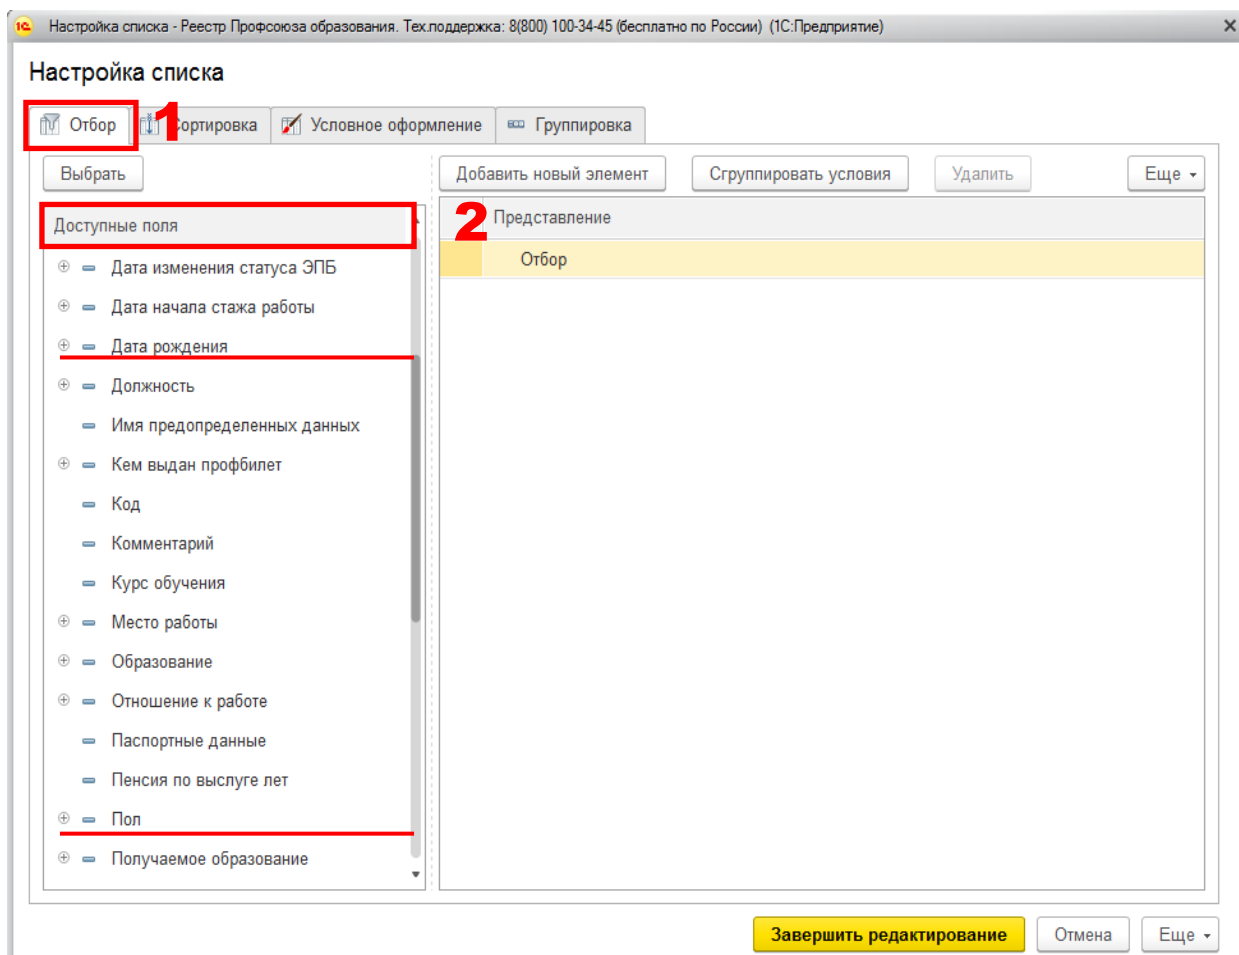 1С Настройка списка - Реестр Профсоюза образования. Тех.поддержка: 8(800) 100-34-45 (бесплатно по России) (1С:Предприятие)
Настройка списка
Отбор 1 Сортировка Условное оформление Группировка
Выбрать Добавить новый элемент Сгруппировать условия Удалить Еще
Доступные поля 2 Представление
Отбор
Дата изменения статуса ЭПБ
Дата начала стажа работы
Дата рождения
Должность
Имя предопределенных данных
Кем выдан профбилет
Код
Комментарий
Курс обучения
Место работы
Образование
Отношение к работе
Паспортные данные
Пенсия по выслуге лет
Пол
Получаемое образование
Завершить редактирование Отмена Еще